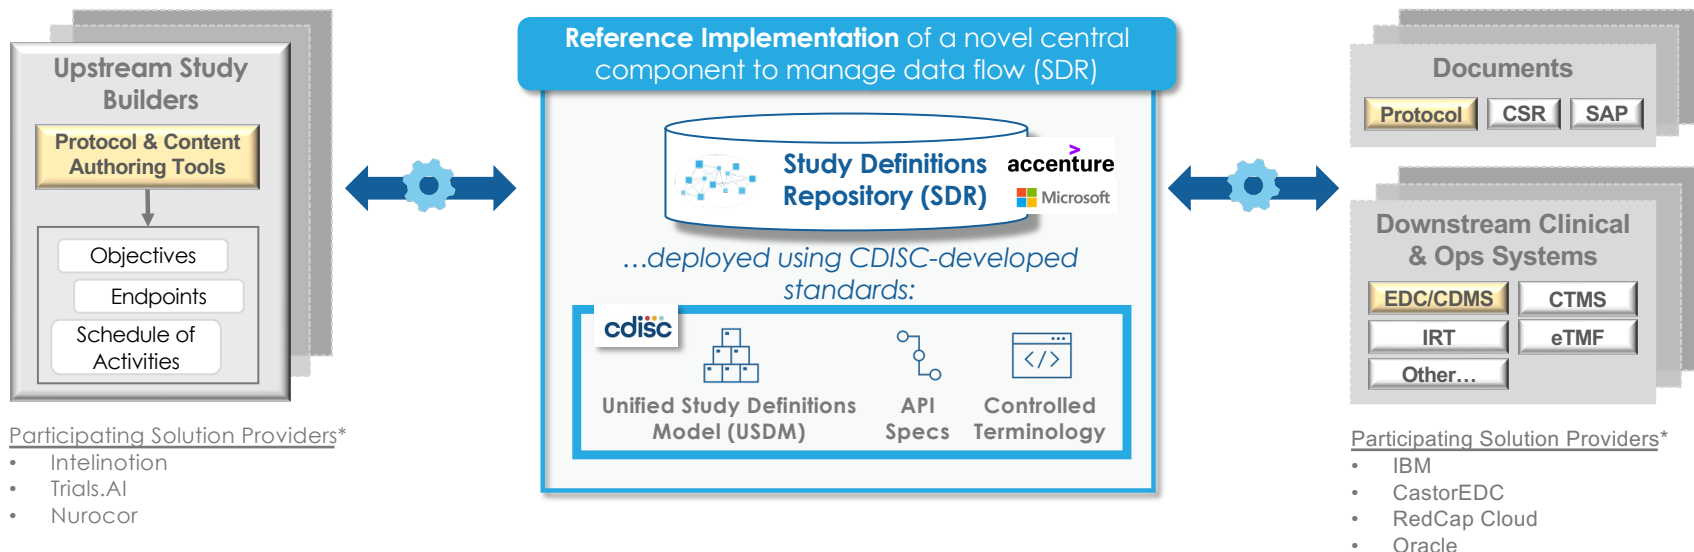 Upstream Study
Builders
Protocol & Content
Authoring Tools
Objectives
Endpoints
Schedule of
Activities
Participating Solution Providers*
• Intelinotion
• Trials.AI
• Nurocor
Reference Implementation of a novel central
component to manage data flow (SDR)
Study Definitions
Repository (SDR)
accenture
Microsoft
...deployed using CDISC-developed
standards:
cdisc
</>
Unified Study Definitions
Model (USDM)
API
Specs
Controlled
Terminology
Documents
Protocol
CSR
SAP
Downstream Clinical
& Ops Systems
EDC/CDMS
CTMS
IRT
eTMF
Other...
Participating Solution Providers*
• IBM
• CastorEDC
• RedCap Cloud
• Oracle